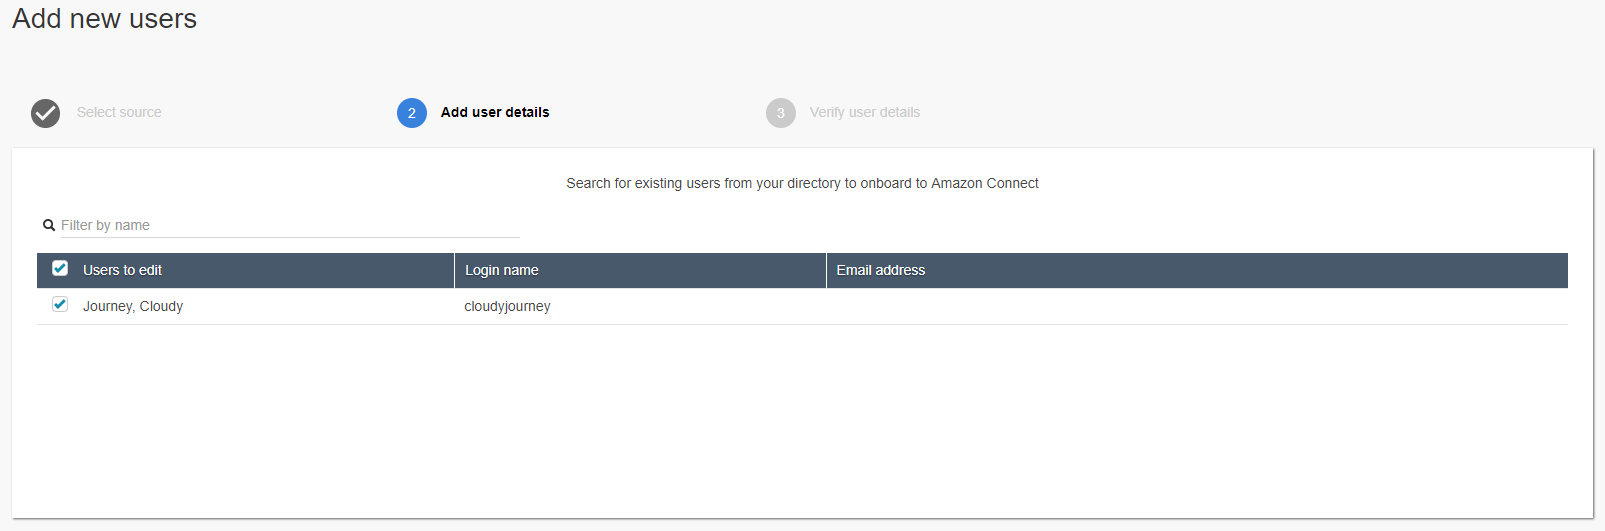 Add new users
Select source
2 Add user details
3 Verify user details
Search for existing users from your directory to onboard to Amazon Connect
Filter by name
Users to edit Login name Email address
Journey, Cloudy cloudyjourney